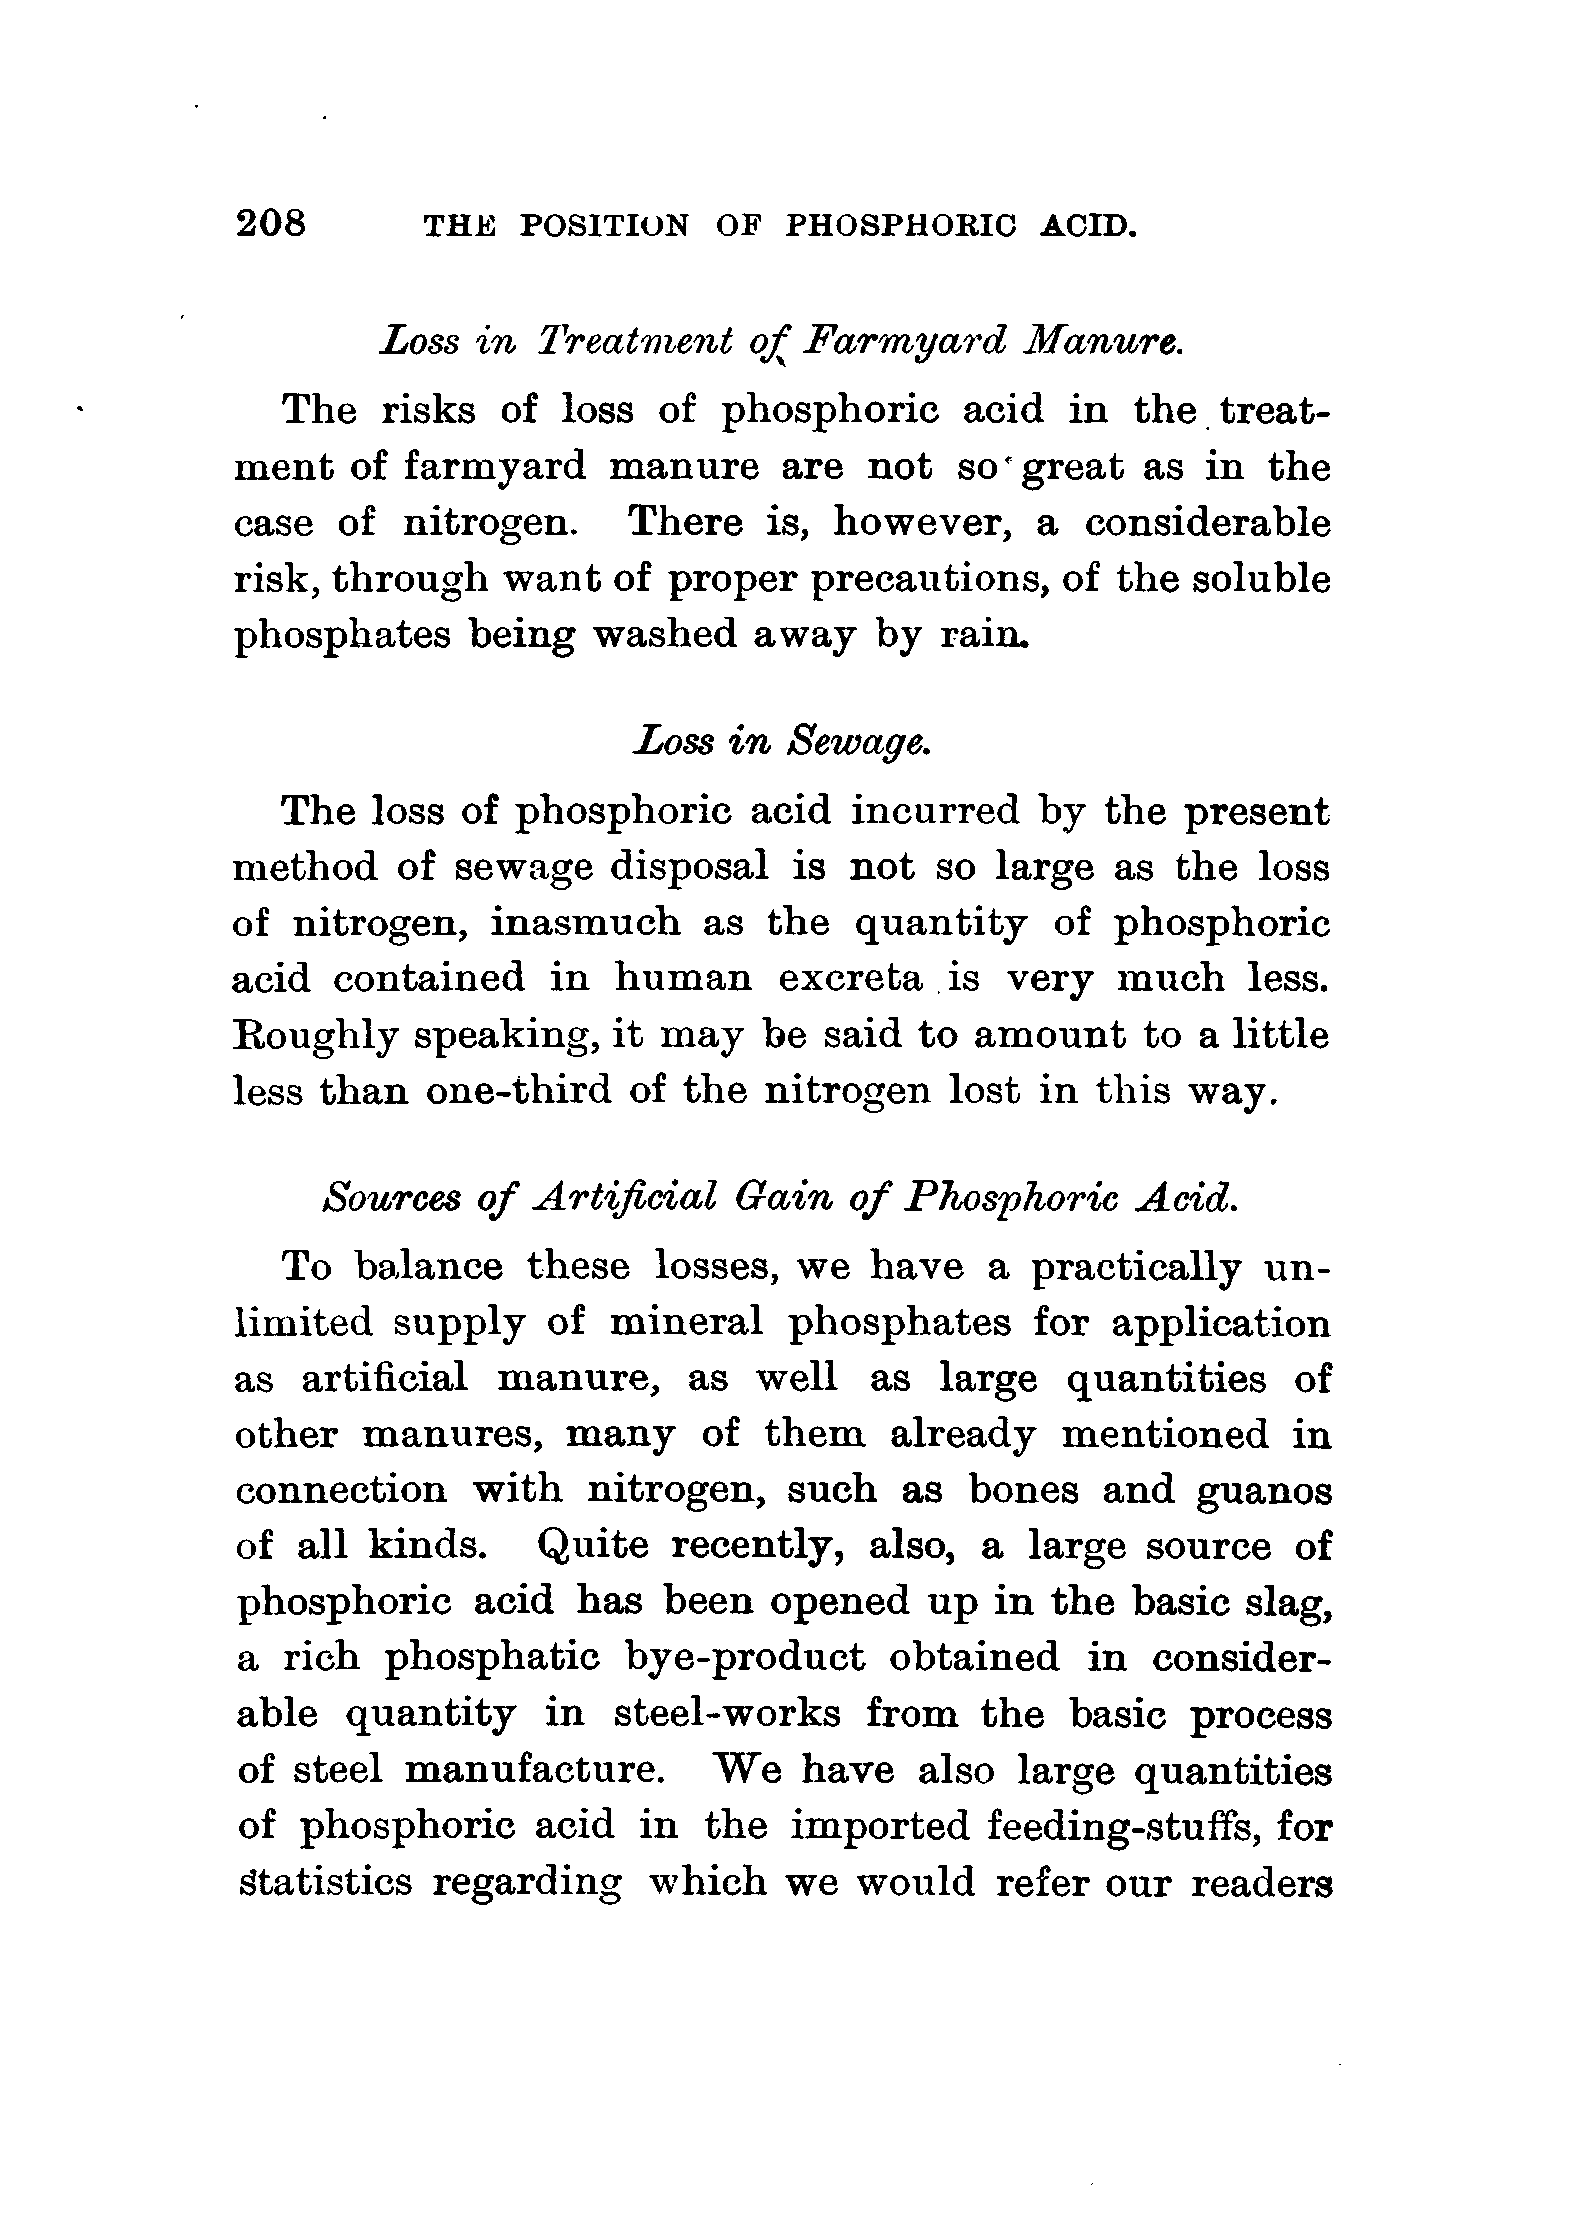 208 THE POSITION OF PHOSPHORIC ACID.
Loss in Treatment of Farmyard Manure.
The risks of loss of phosphoric acid in the treat-
ment of farmyard manure are not so great as in the
case of nitrogen. There is, however, a considerable
risk, through want of proper precautions, of the soluble
phosphates being washed away by rain.
Loss in Sewage.
The loss of phosphoric acid incurred by the present
method of sewage disposal is not so large as the loss
of nitrogen, inasmuch as the quantity of phosphoric
acid contained in human excreta is very much less.
Roughly speaking, it may be said to amount to a little
less than one-third of the nitrogen lost in this way.
Sources of Artificial Gain of Phosphoric Acid.
To balance these losses, we have a practically un-
limited supply of mineral phosphates for application
as artificial manure, as well as large quantities of
other manures, many of them already mentioned in
connection with nitrogen, such as bones and guanos
of all kinds. Quite recently, also, a large source of
phosphoric acid has been opened up in the basic slag,
a rich phosphatic bye-product obtained in consider-
able quantity in steel-works from the basic process
of steel manufacture. We have also large quantities
of phosphoric acid in the imported feeding-stuffs, for
statistics regarding which we would refer our readers